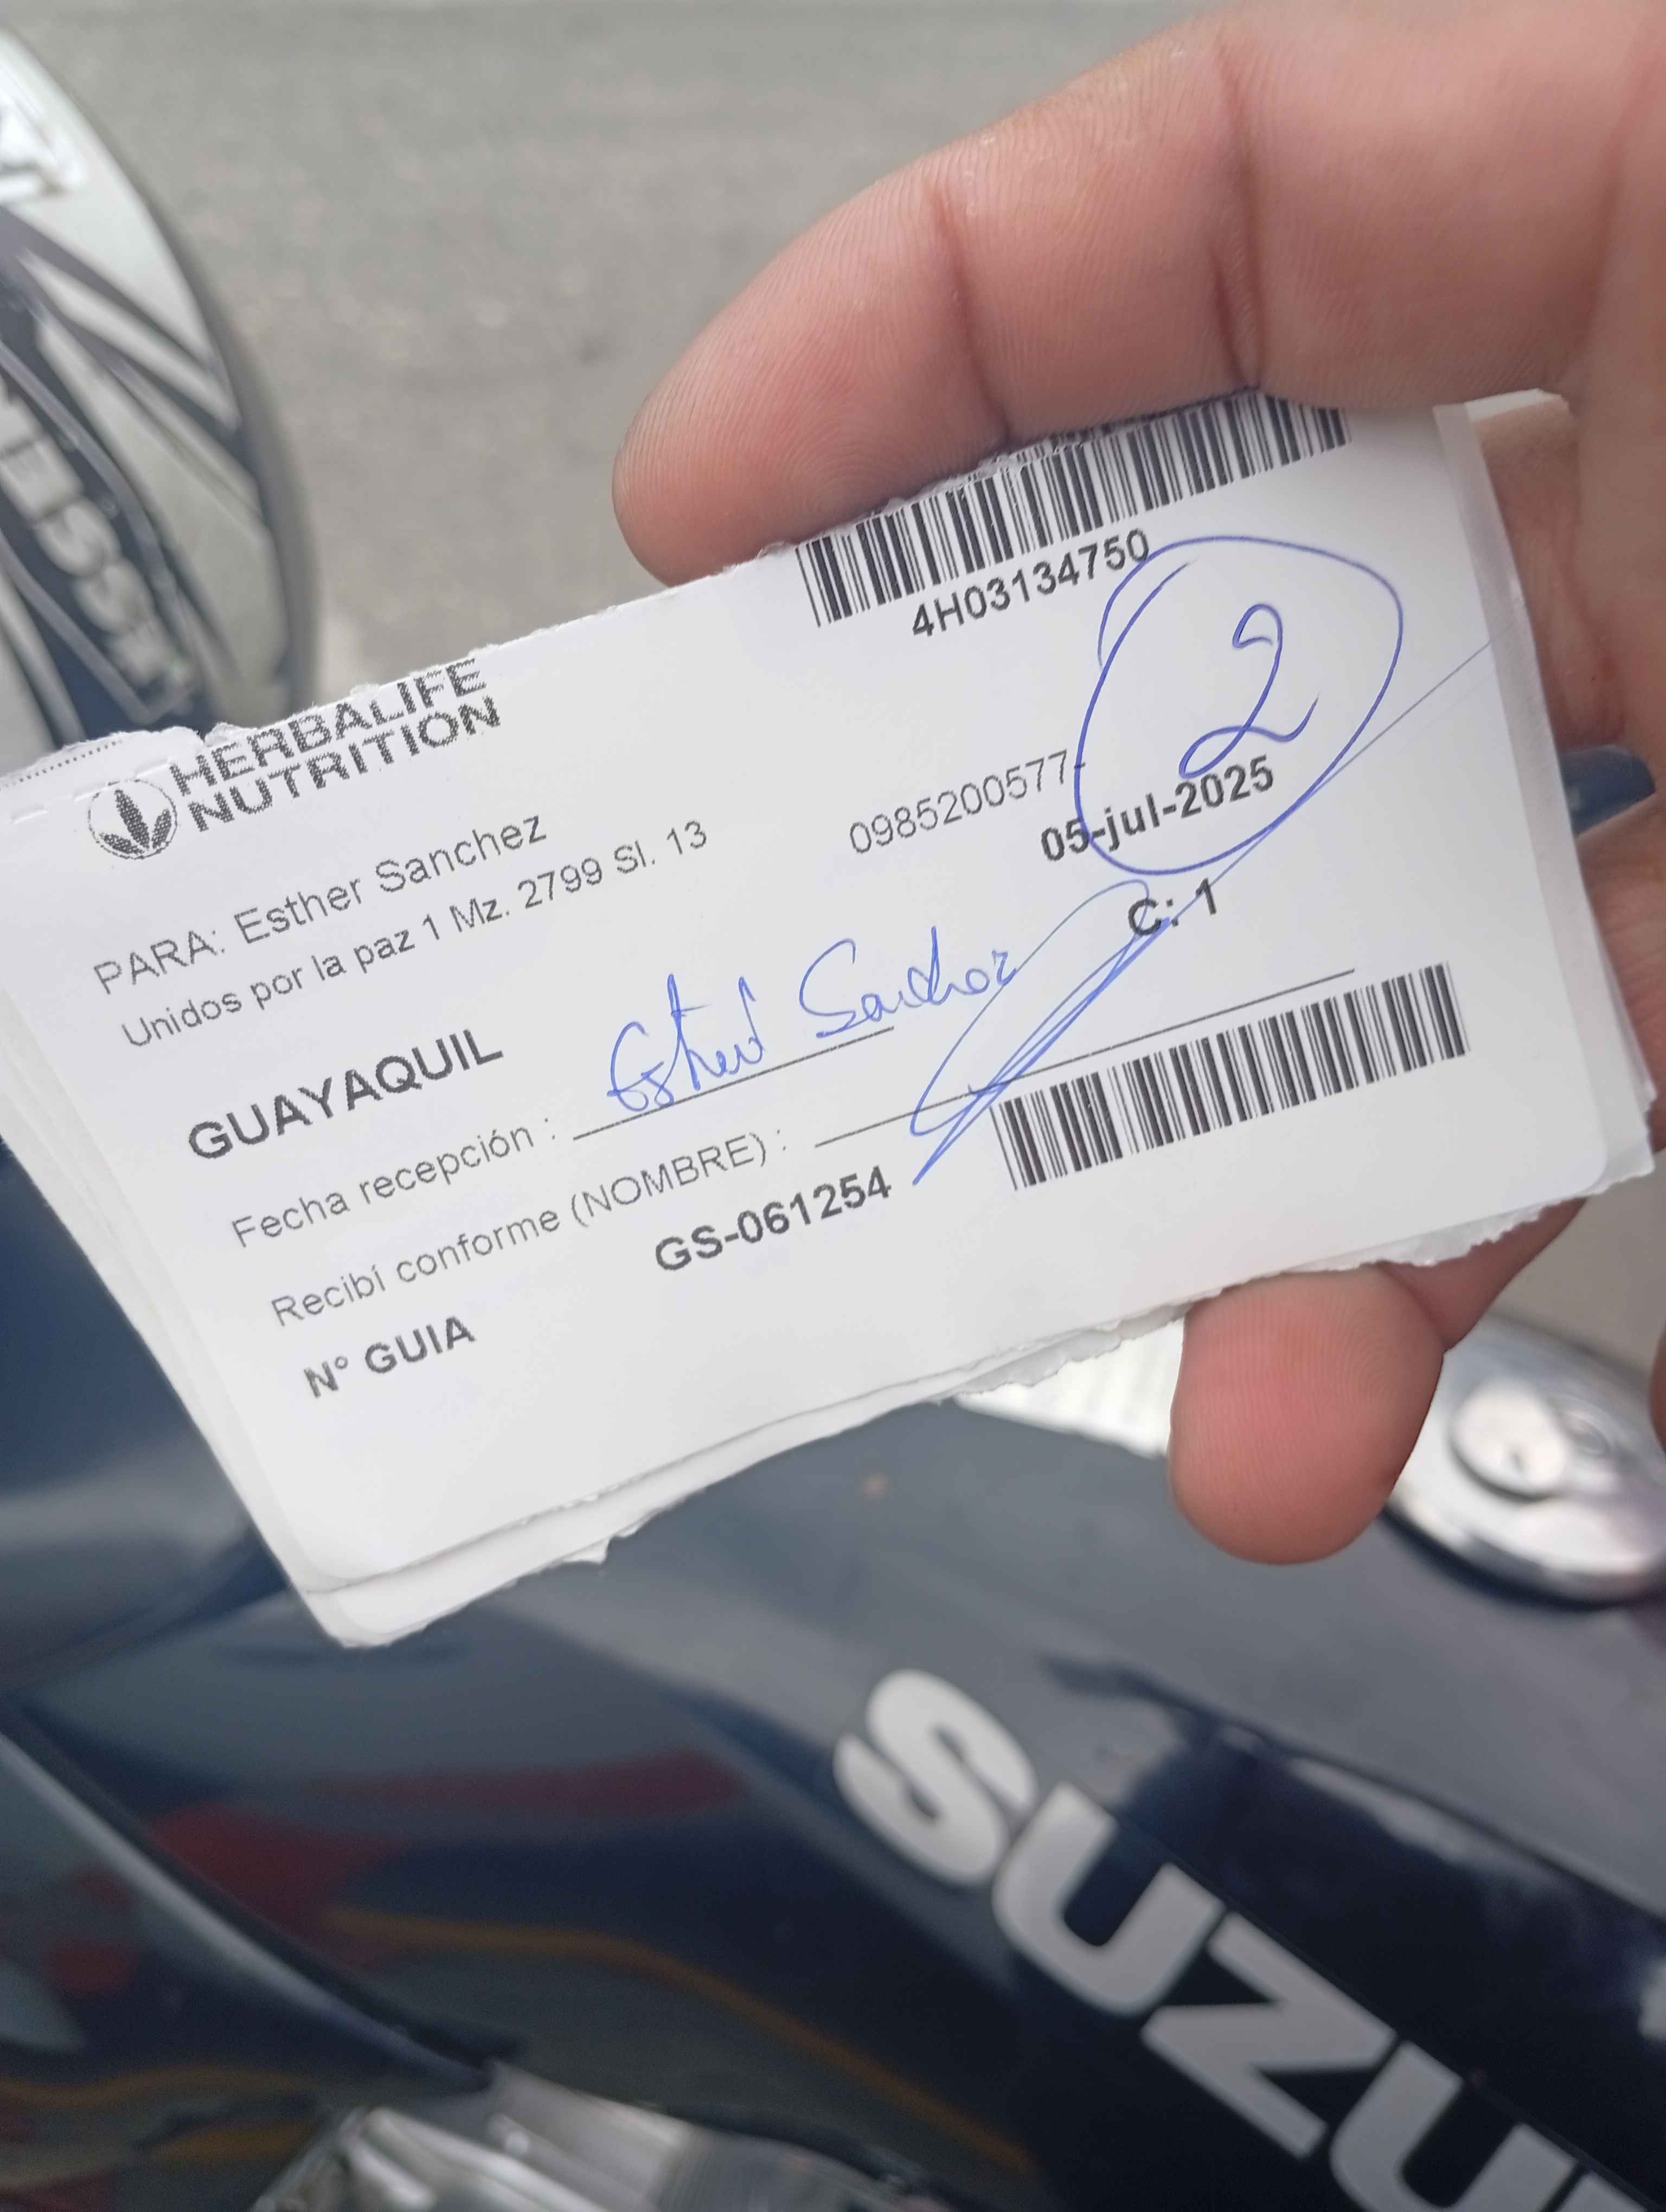 4H03134750
HERBALIFE
NUTRITION
2
PARA: Esther Sanchez
0985200577-
Unidos por la paz 1 Mz. 2799 Sl. 13
05-jul-2025
GUAYAQUIL
C: 1
Fecha recepción : Esther Sanchez
Recibí conforme (NOMBRE) :
N° GUIA GS-061254
SUZU